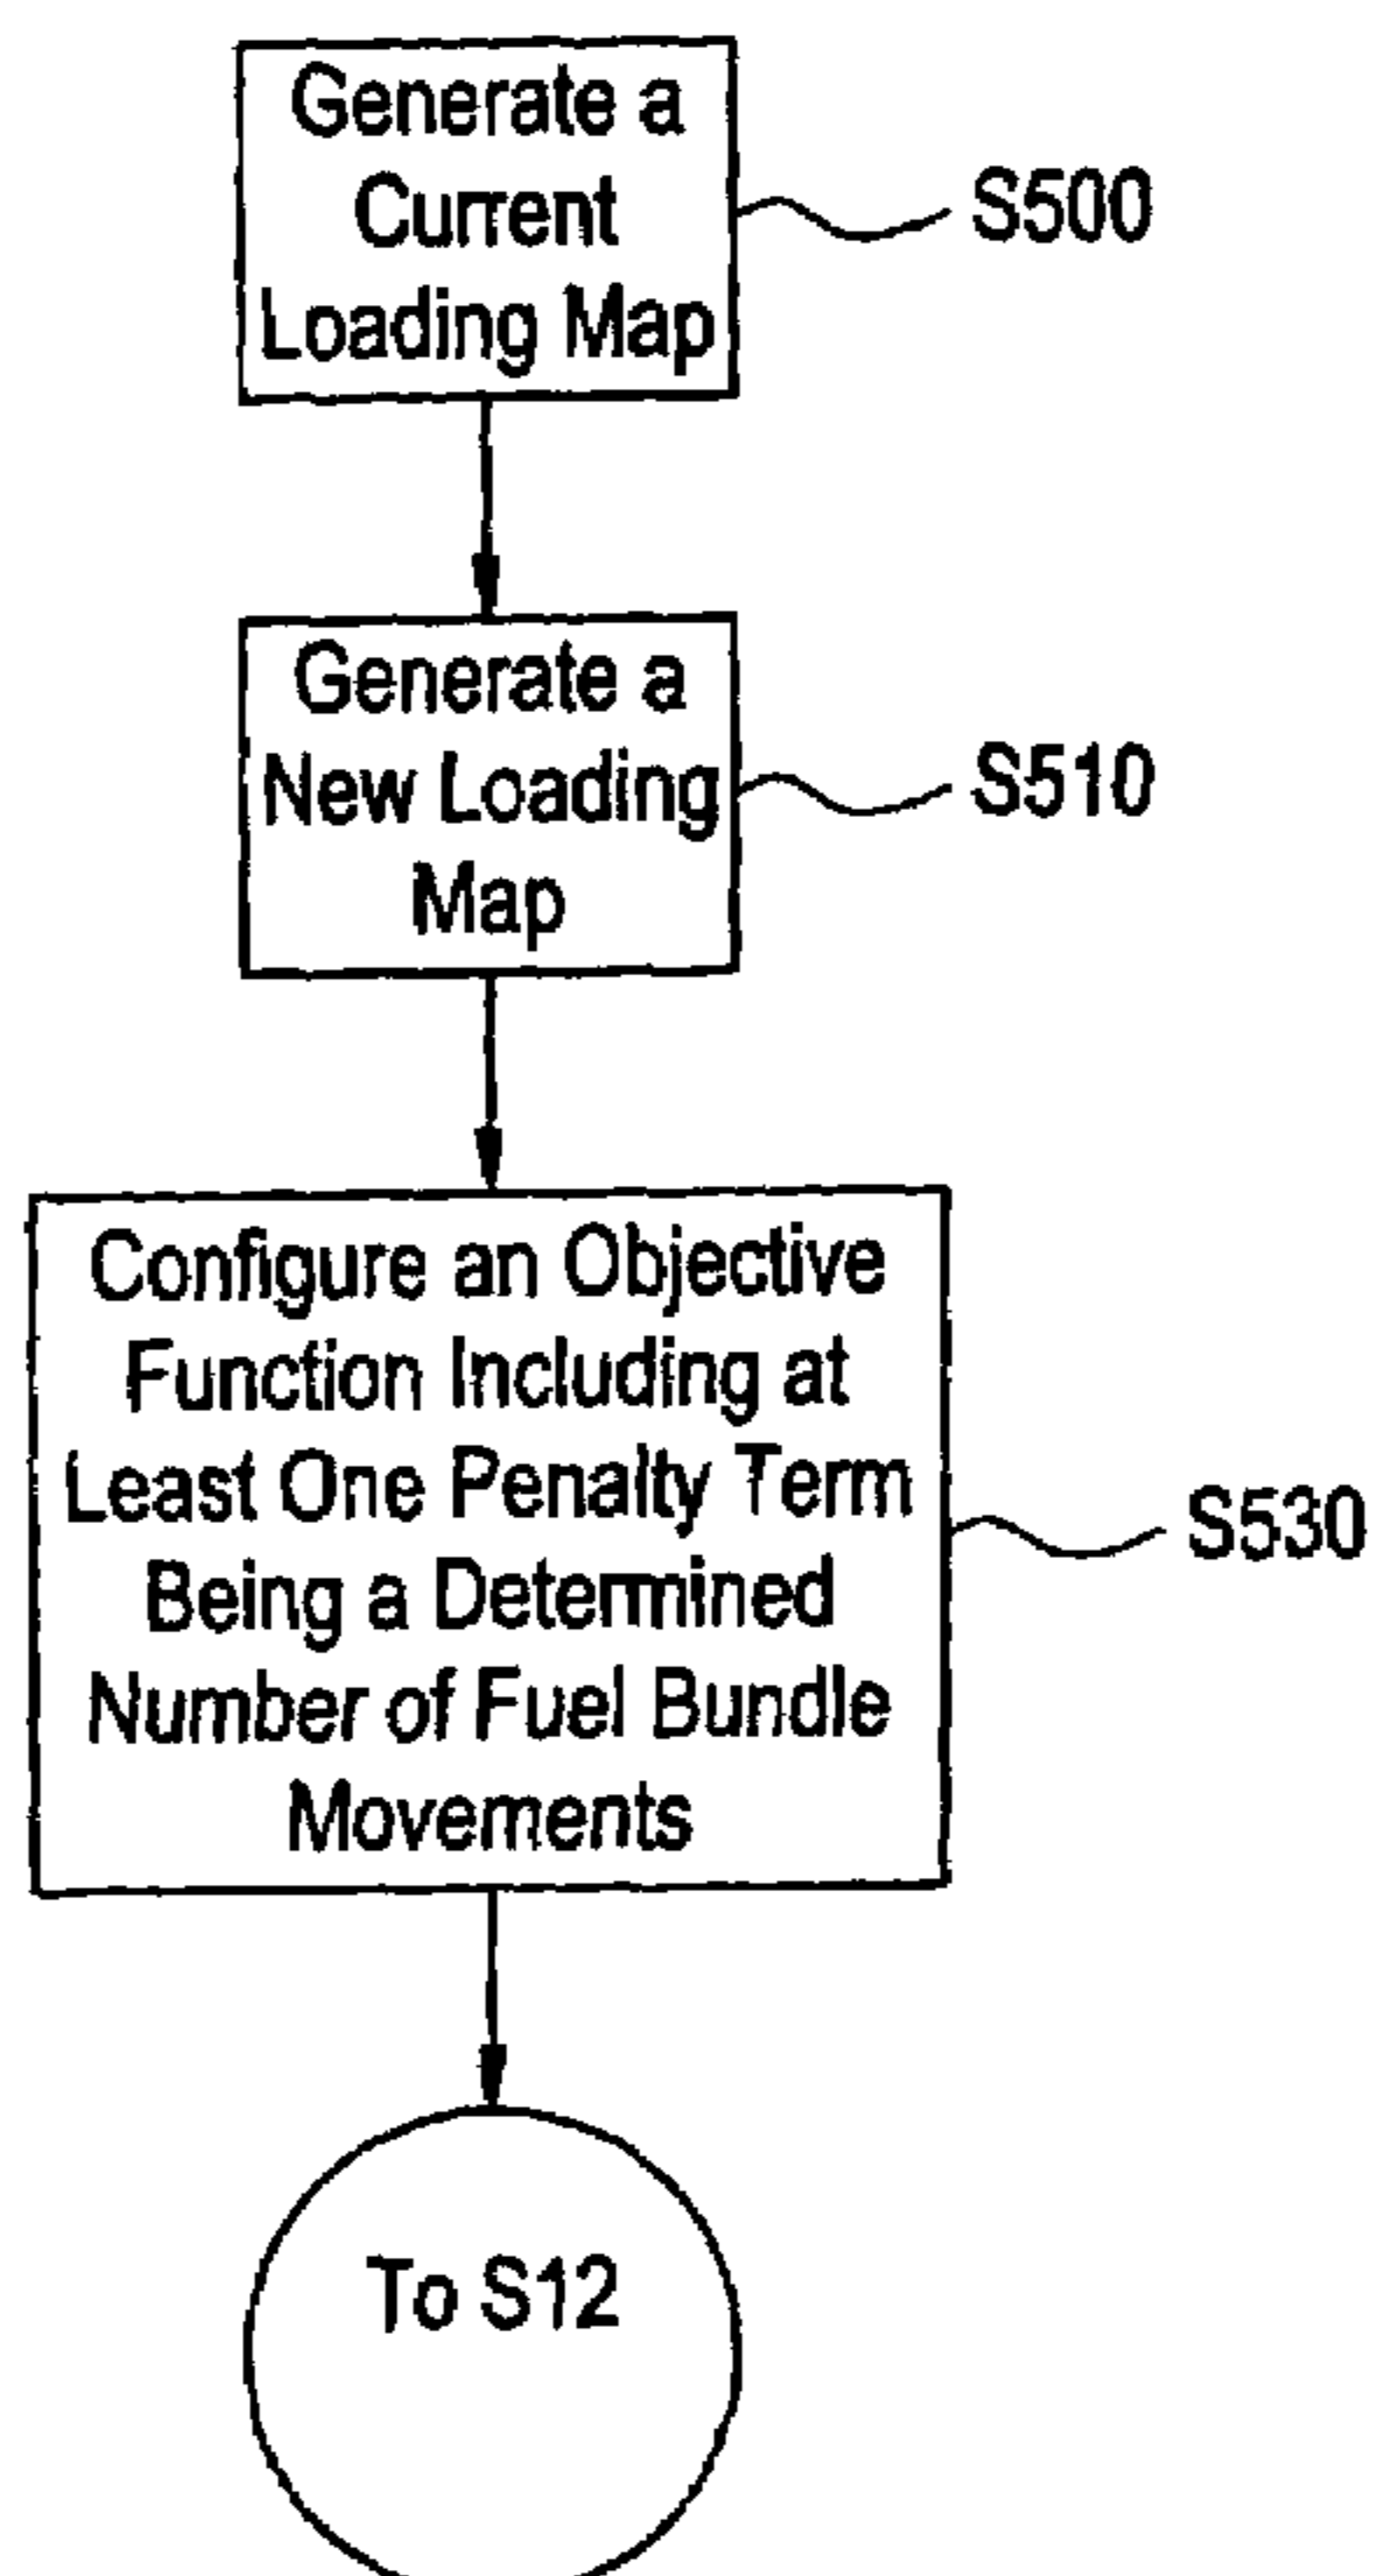 Generate a
Current
Loading Map
S500
Generate a
New Loading
Map
S510
Configure an Objective
Function Including at
Least One Penalty Term
Being a Determined
Number of Fuel Bundle
Movements
S530
To S12